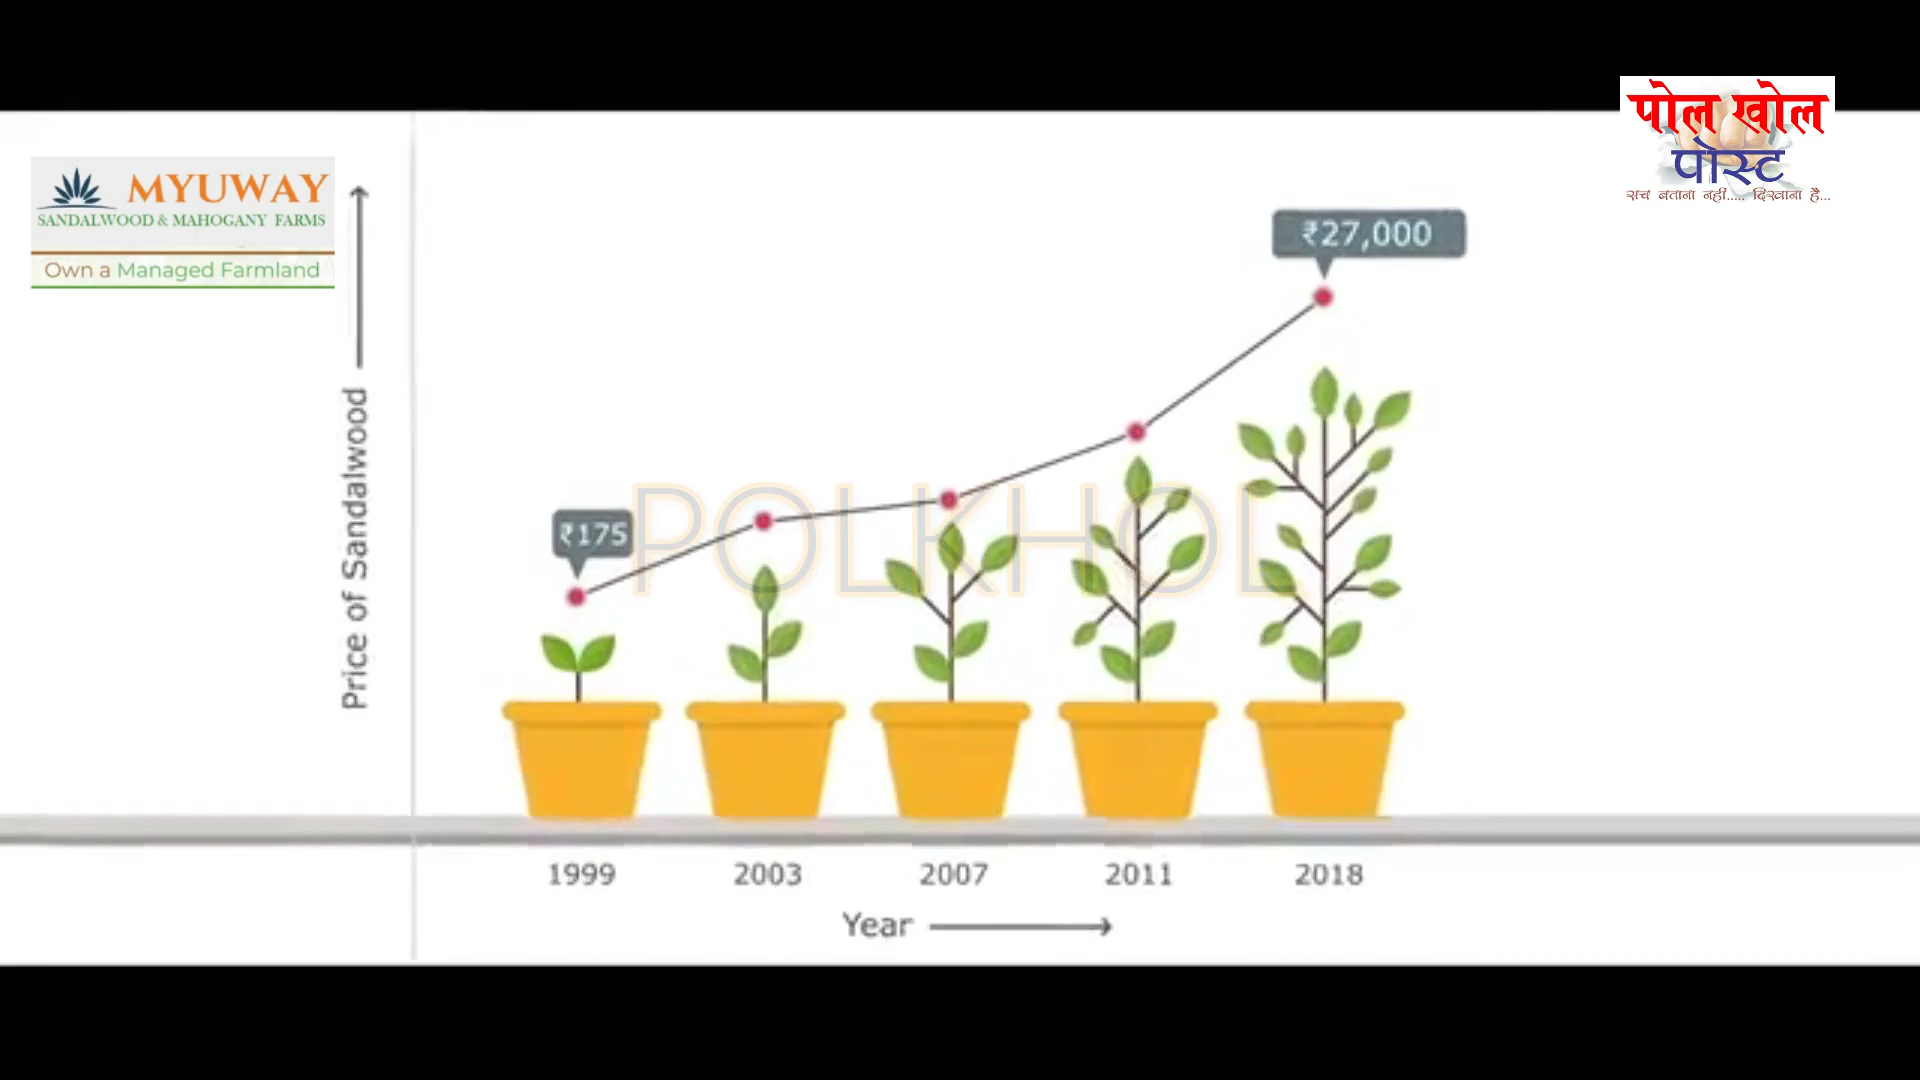 पोल खोल
पोस्ट
सच बताना नहीं..... दिखाना है...
MYUWAY
SANDALWOOD & MAHOGANY FARMS
Own a Managed Farmland
₹27,000
Price of Sandalwood
₹175
POLKHOL
1999 2003 2007 2011 2018
Year